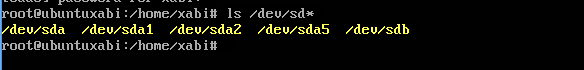 root@ubuntuxabi:/home/xabi# ls /dev/sd*
/dev/sda  /dev/sda1  /dev/sda2  /dev/sda5  /dev/sdb
root@ubuntuxabi:/home/xabi#